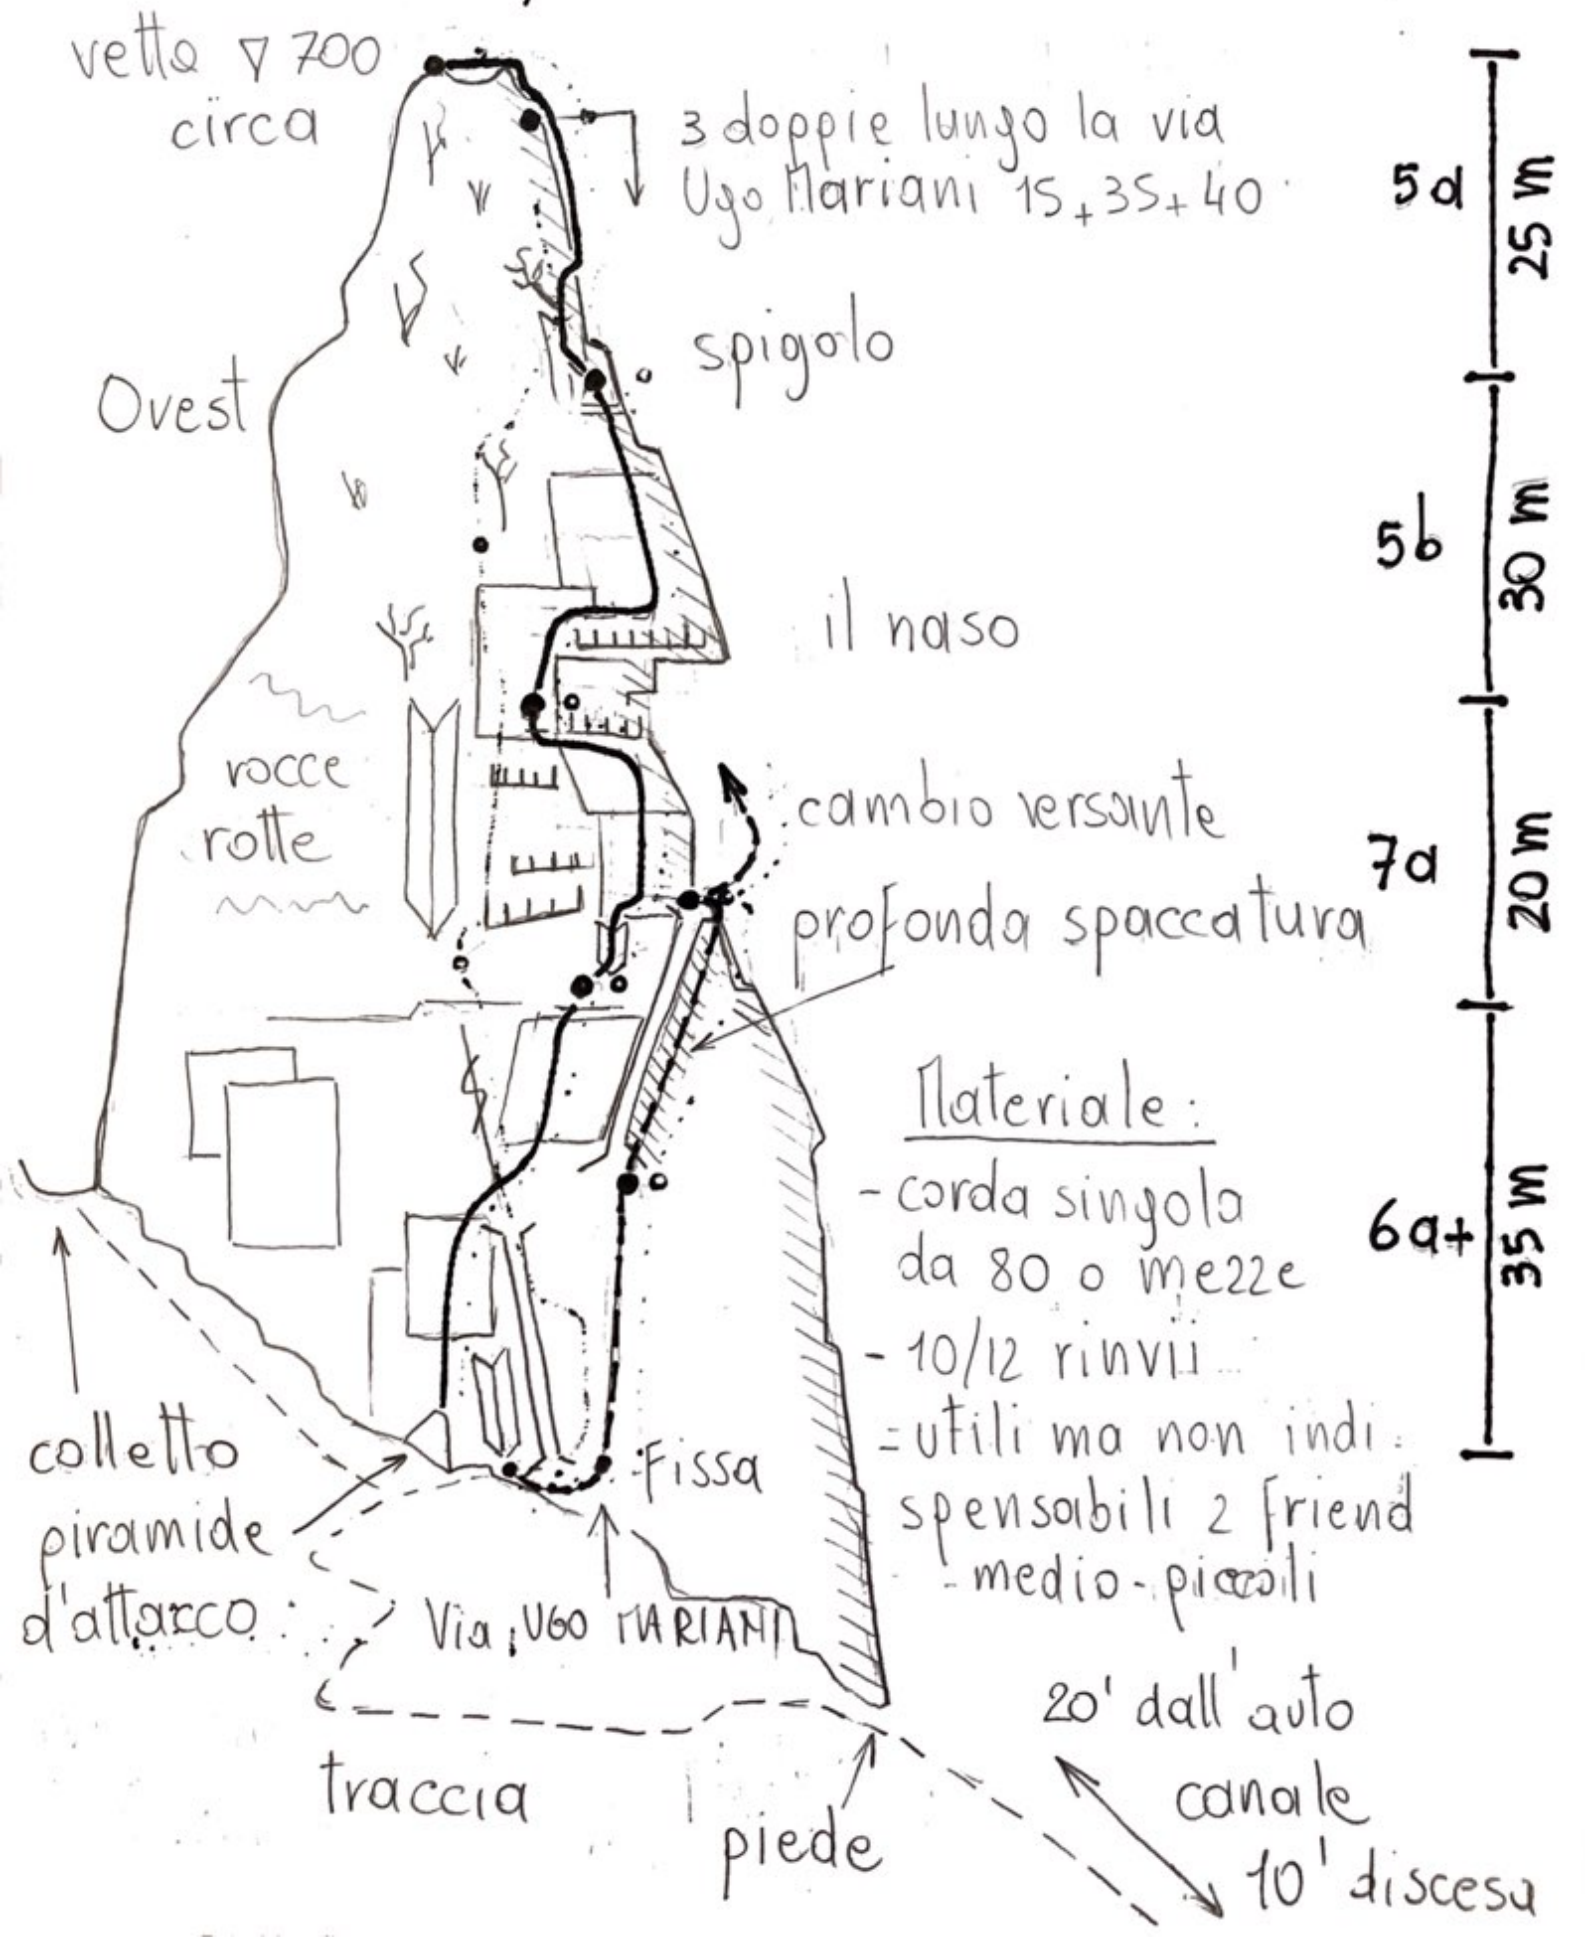 vetta ▽ 700
circa
3 doppie lungo la via
Ugo Mariani 15+35+40
5a
25 m
spigolo
Ovest
5b
30 m
il naso
rocce
rotte
cambio versante
7a
20 m
profonda spaccatura
Materiale:
- corda singola
da 80 o mezze
6a+
35 m
- 10/12 rinvii
= utili ma non indi
spensabili 2 friend
- medio-piccoli
colletto
Fissa
piramide
d'attacco
Via UGO MARIANI
20' dall'auto
traccia
canale
piede
10' discesa